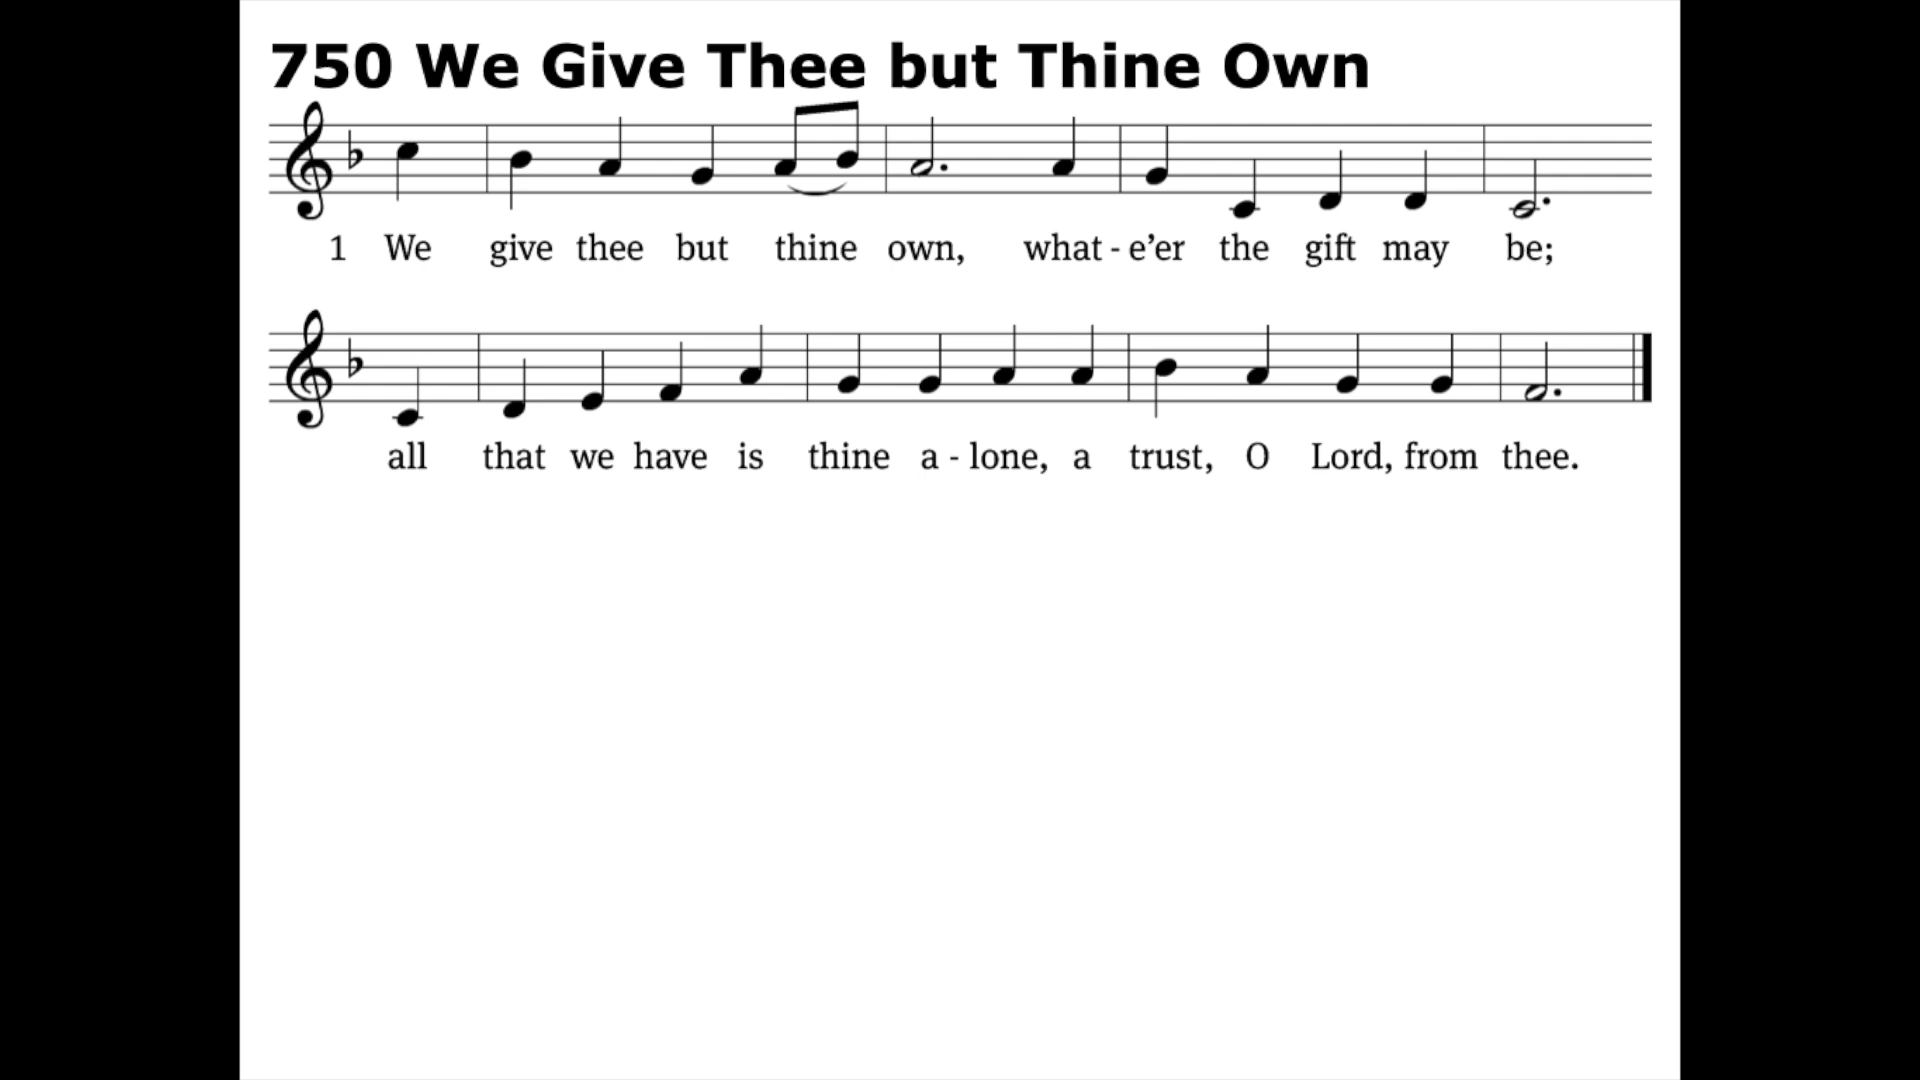 750 We Give Thee but Thine Own
1 We give thee but thine own, what - e’er the gift may be;
all that we have is thine a - lone, a trust, O Lord, from thee.